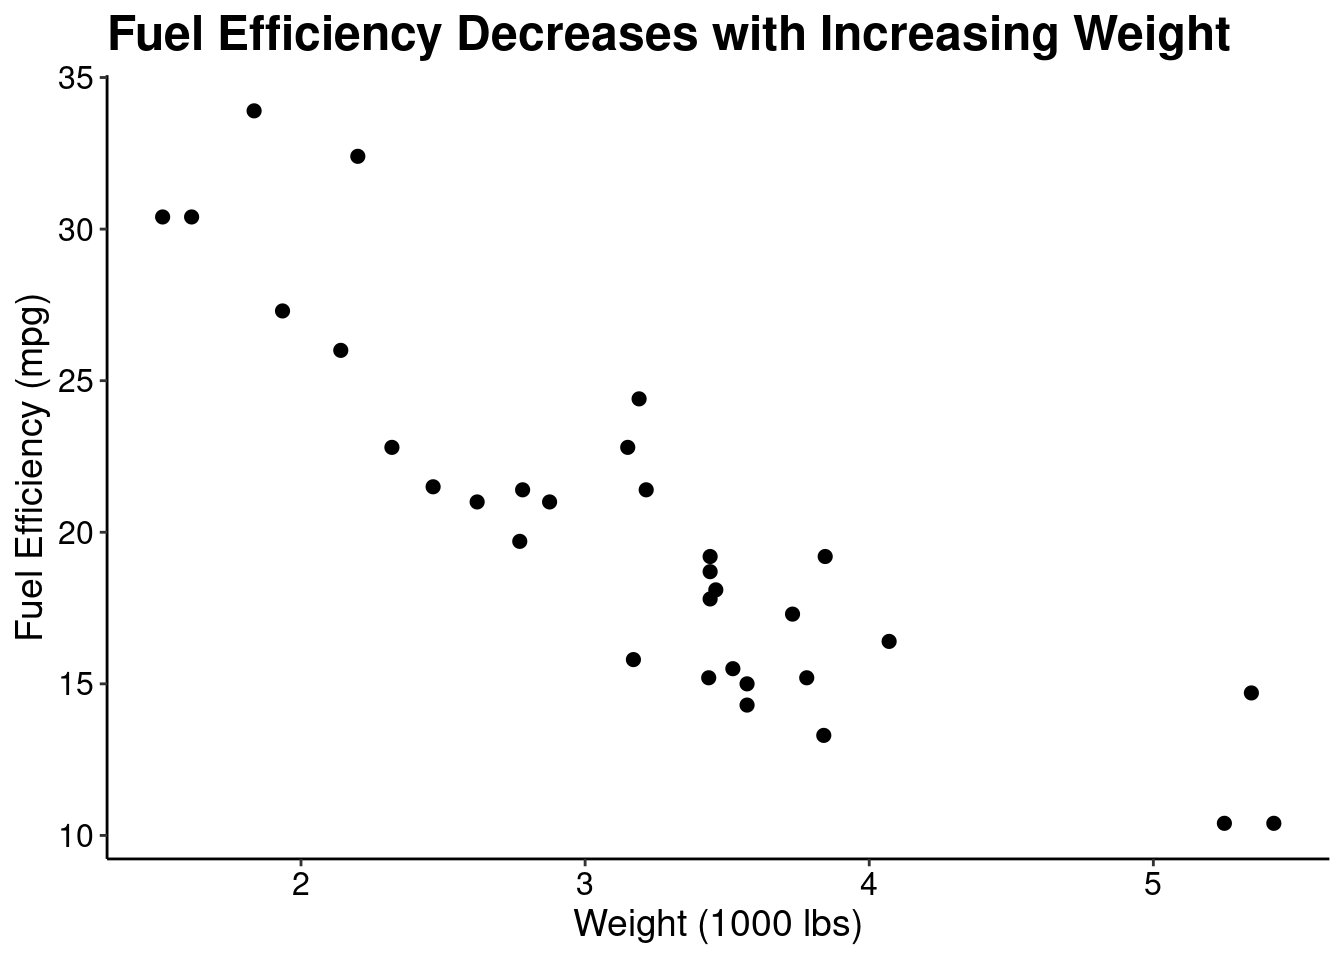 Fuel Efficiency Decreases with Increasing Weight
35
30
25
20
15
10
Fuel Efficiency (mpg)
2 3 4 5
Weight (1000 lbs)